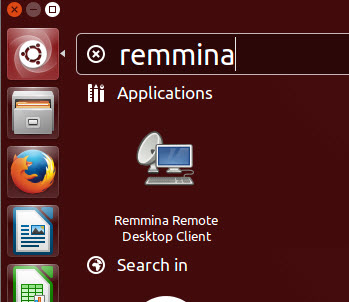 remmina
Applications
Remmina Remote
Desktop Client
Search in